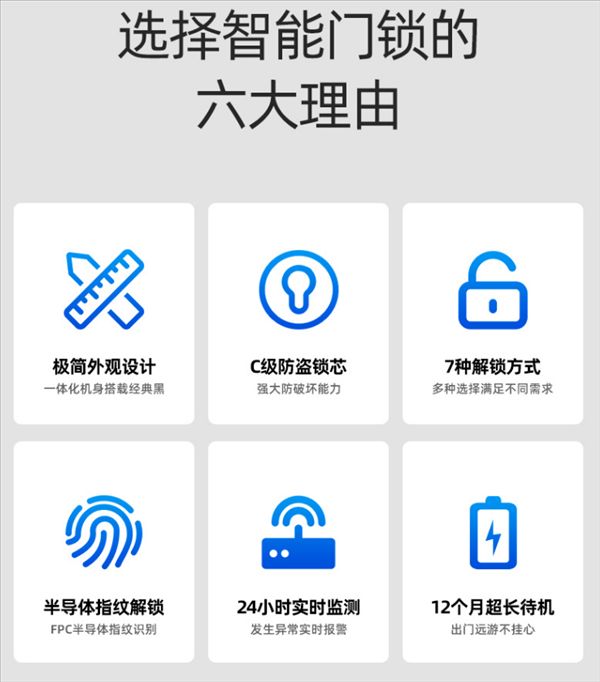 选择智能门锁的
六大理由
极简外观设计
一体化机身搭载经典黑
C级防盗锁芯
强大防破坏能力
7种解锁方式
多种选择满足不同需求
半导体指纹解锁
FPC半导体指纹识别
24小时实时监测
发生异常实时报警
12个月超长待机
出门远游不挂心